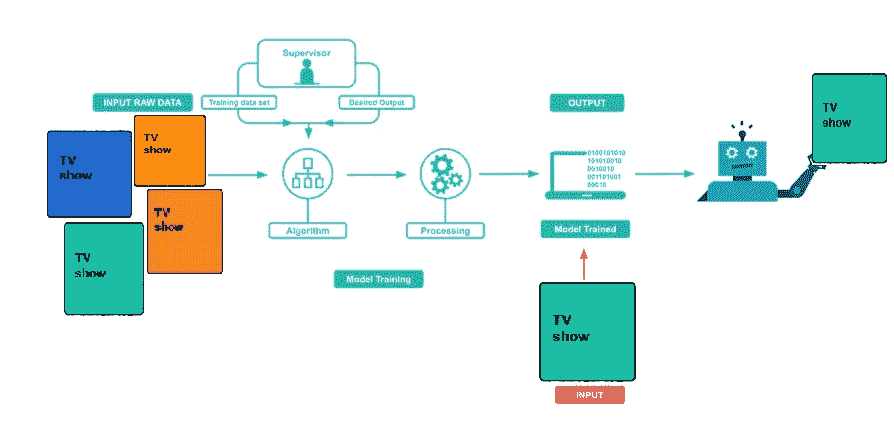 Supervisor
INPUT RAW DATA
Training data set
Desired Output
OUTPUT
TV
show
TV
show
TV
show
TV
show
0100101010
101010010
0010010
001101001
00010
TV
show
Algorithm
Processing
Model Trained
Model Training
TV
show
INPUT